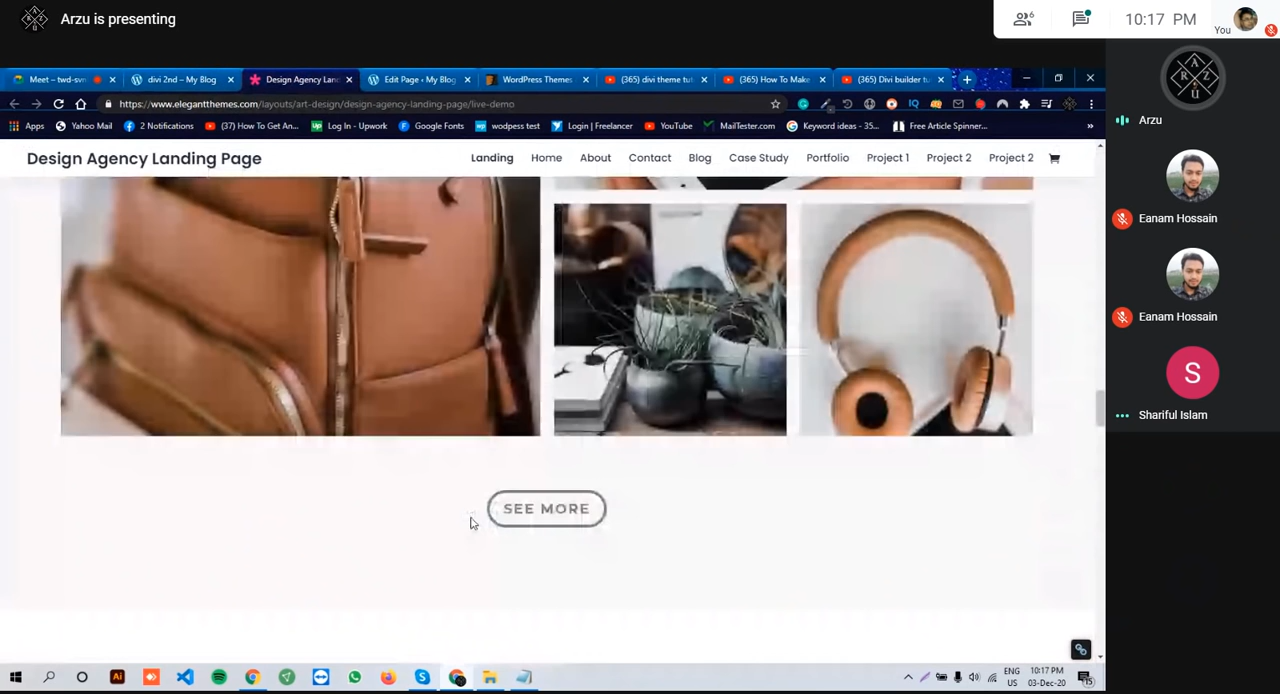 Arzu is presenting
6
10:17 PM
You
Meet – twd-svn
divi 2nd – My Blog
Design Agency Lan
Edit Page ‹ My Blog
WordPress Themes
(365) divi theme tut
(365) How To Make
(365) Divi builder tu
https://www.elegantthemes.com/layouts/art-design/design-agency-landing-page/live-demo
Apps
Yahoo Mail
2 Notifications
(37) How To Get An...
Log In - Upwork
Google Fonts
wodpess test
Login | Freelancer
YouTube
MailTester.com
Keyword ideas - 35...
Free Article Spinner...
Design Agency Landing Page
Landing
Home
About
Contact
Blog
Case Study
Portfolio
Project 1
Project 2
Project 2
SEE MORE
A R Z U
Arzu
Eanam Hossain
Eanam Hossain
S
Shariful Islam
ENG
US
10:17 PM
03-Dec-20
15